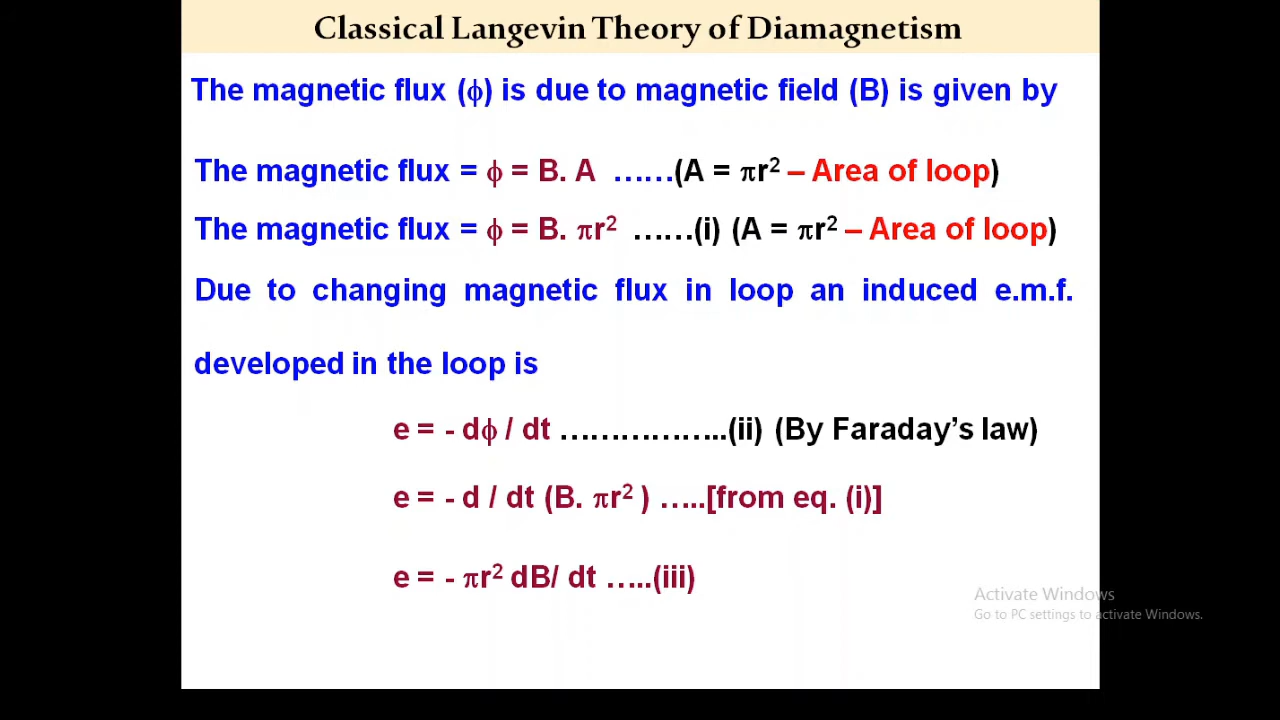 Classical Langevin Theory of Diamagnetism
The magnetic flux (ϕ) is due to magnetic field (B) is given by
The magnetic flux = ϕ = B. A ……(A = πr² – Area of loop)
The magnetic flux = ϕ = B. πr² ……(i) (A = πr² – Area of loop)
Due to changing magnetic flux in loop an induced e.m.f.
developed in the loop is
e = - dϕ / dt ……………..(ii) (By Faraday’s law)
e = - d / dt (B. πr² ) …..[from eq. (i)]
e = - πr² dB/ dt …..(iii)
Activate Windows
Go to PC settings to activate Windows.